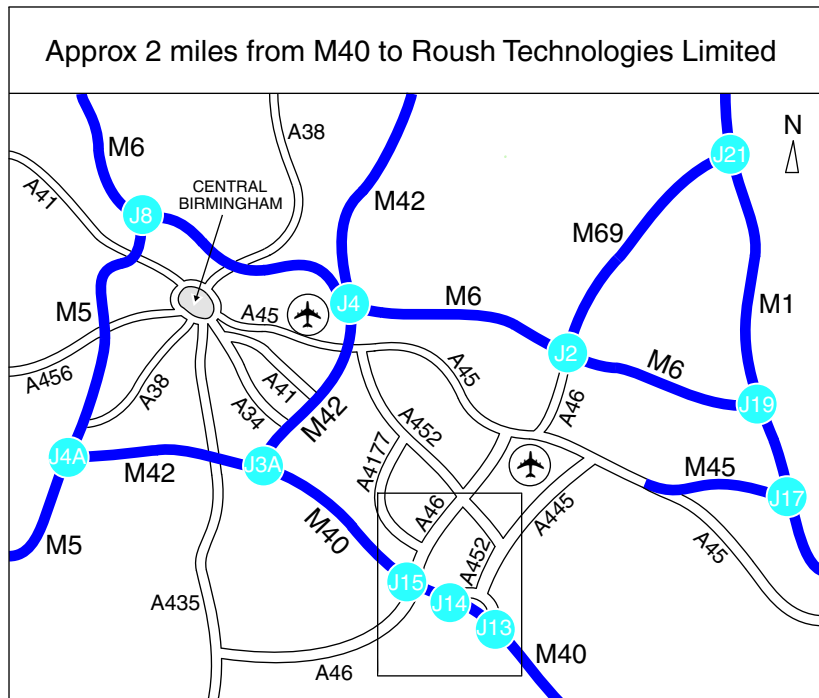 Approx 2 miles from M40 to Roush Technologies Limited
N
A38
M6
J21
A41
CENTRAL
BIRMINGHAM
M42
J8
M69
M5
A45
J4
M6
M1
J2
A456
A38
A41
A34
M42
A45
M6
A46
J19
A452
A4177
J4A
M42
J3A
M45
J17
A46
A445
M40
M5
A452
A45
J15
J14
J13
A435
A46
M40